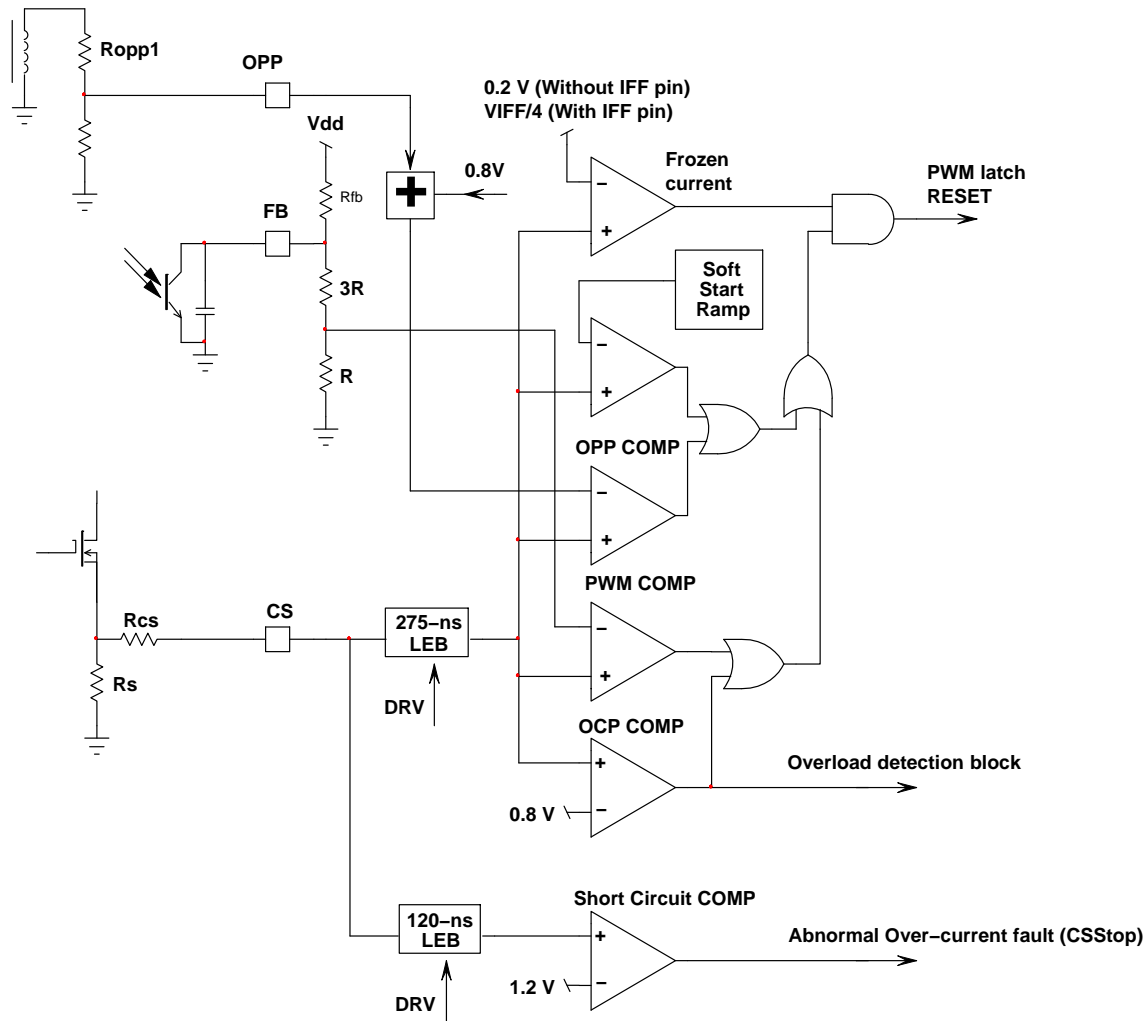 Ropp1
OPP
0.2 V (Without IFF pin)
VIFF/4 (With IFF pin)
Vdd
0.8V
Frozen
current
PWM latch
RESET
+
Rfb
FB
−
+
Soft
Start
Ramp
3R
−
R
+
OPP COMP
−
+
PWM COMP
Rcs
CS
275−ns
LEB
−
Rs
+
DRV
OCP COMP
+
Overload detection block
0.8 V
−
Short Circuit COMP
120−ns
LEB
+
Abnormal Over−current fault (CSStop)
1.2 V
−
DRV